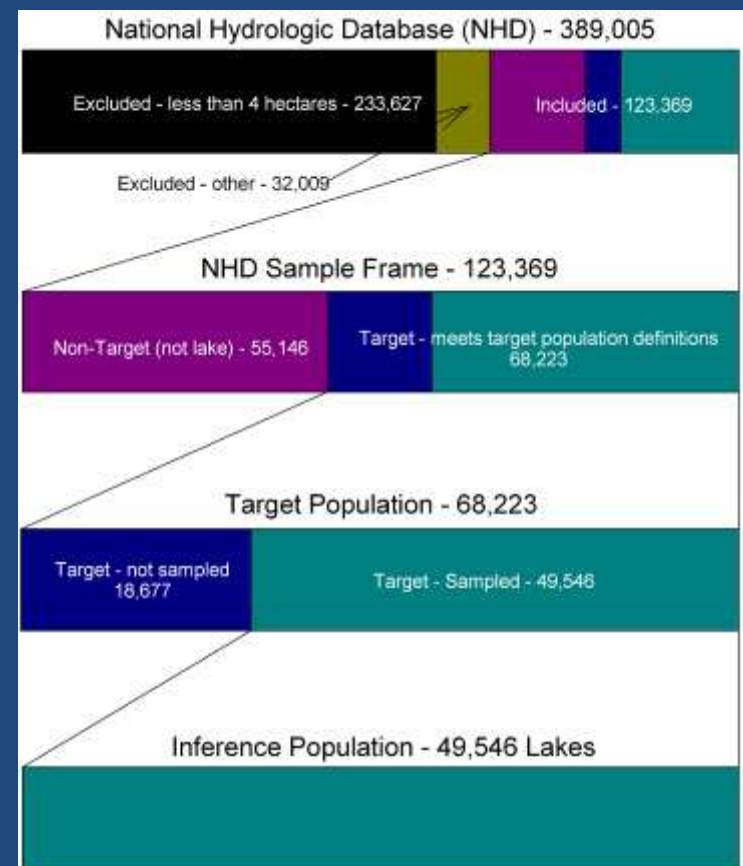 National Hydrologic Database (NHD) - 389,005
Excluded - less than 4 hectares - 233,627
Included - 123,369
Excluded - other - 32,009
NHD Sample Frame - 123,369
Non-Target (not lake) - 55,146
Target - meets target population definitions
68,223
Target Population - 68,223
Target - not sampled
18,677
Target - Sampled - 49,546
Inference Population - 49,546 Lakes